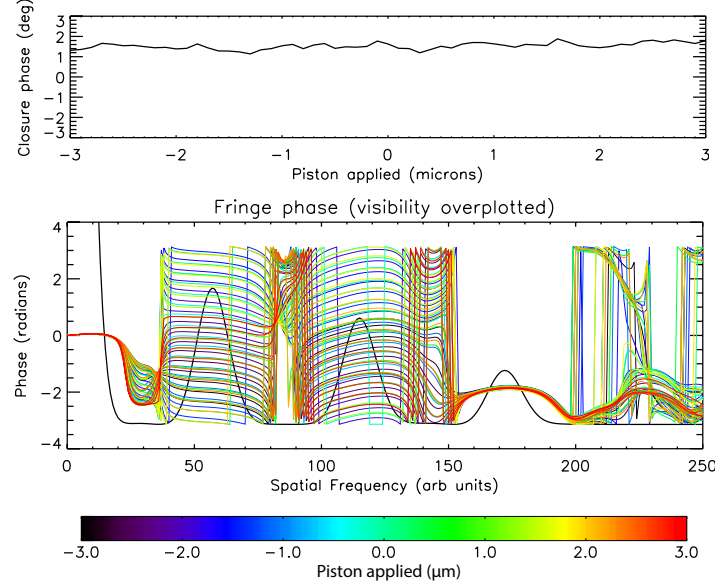 3
2
1
0
−1
−2
−3
Closure phase (deg)
−3 −2 −1 0 1 2 3
Piston applied (microns)
Fringe phase (visibility overplotted)
4
2
0
−2
−4
Phase (radians)
0 50 100 150 200 250
Spatial Frequency (arb units)
−3.0 −2.0 −1.0 0.0 1.0 2.0 3.0
Piston applied (μm)